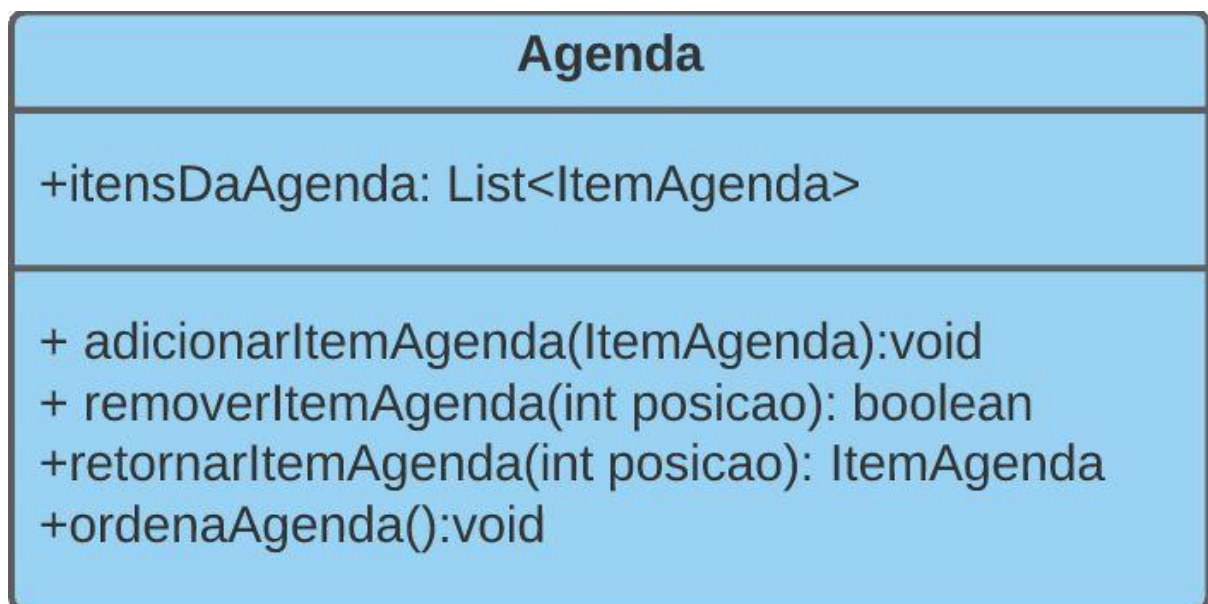 Agenda
+itensDaAgenda: List<ItemAgenda>
+ adicionarItemAgenda(ItemAgenda):void
+ removerItemAgenda(int posicao): boolean
+retornarItemAgenda(int posicao): ItemAgenda
+ordenaAgenda():void